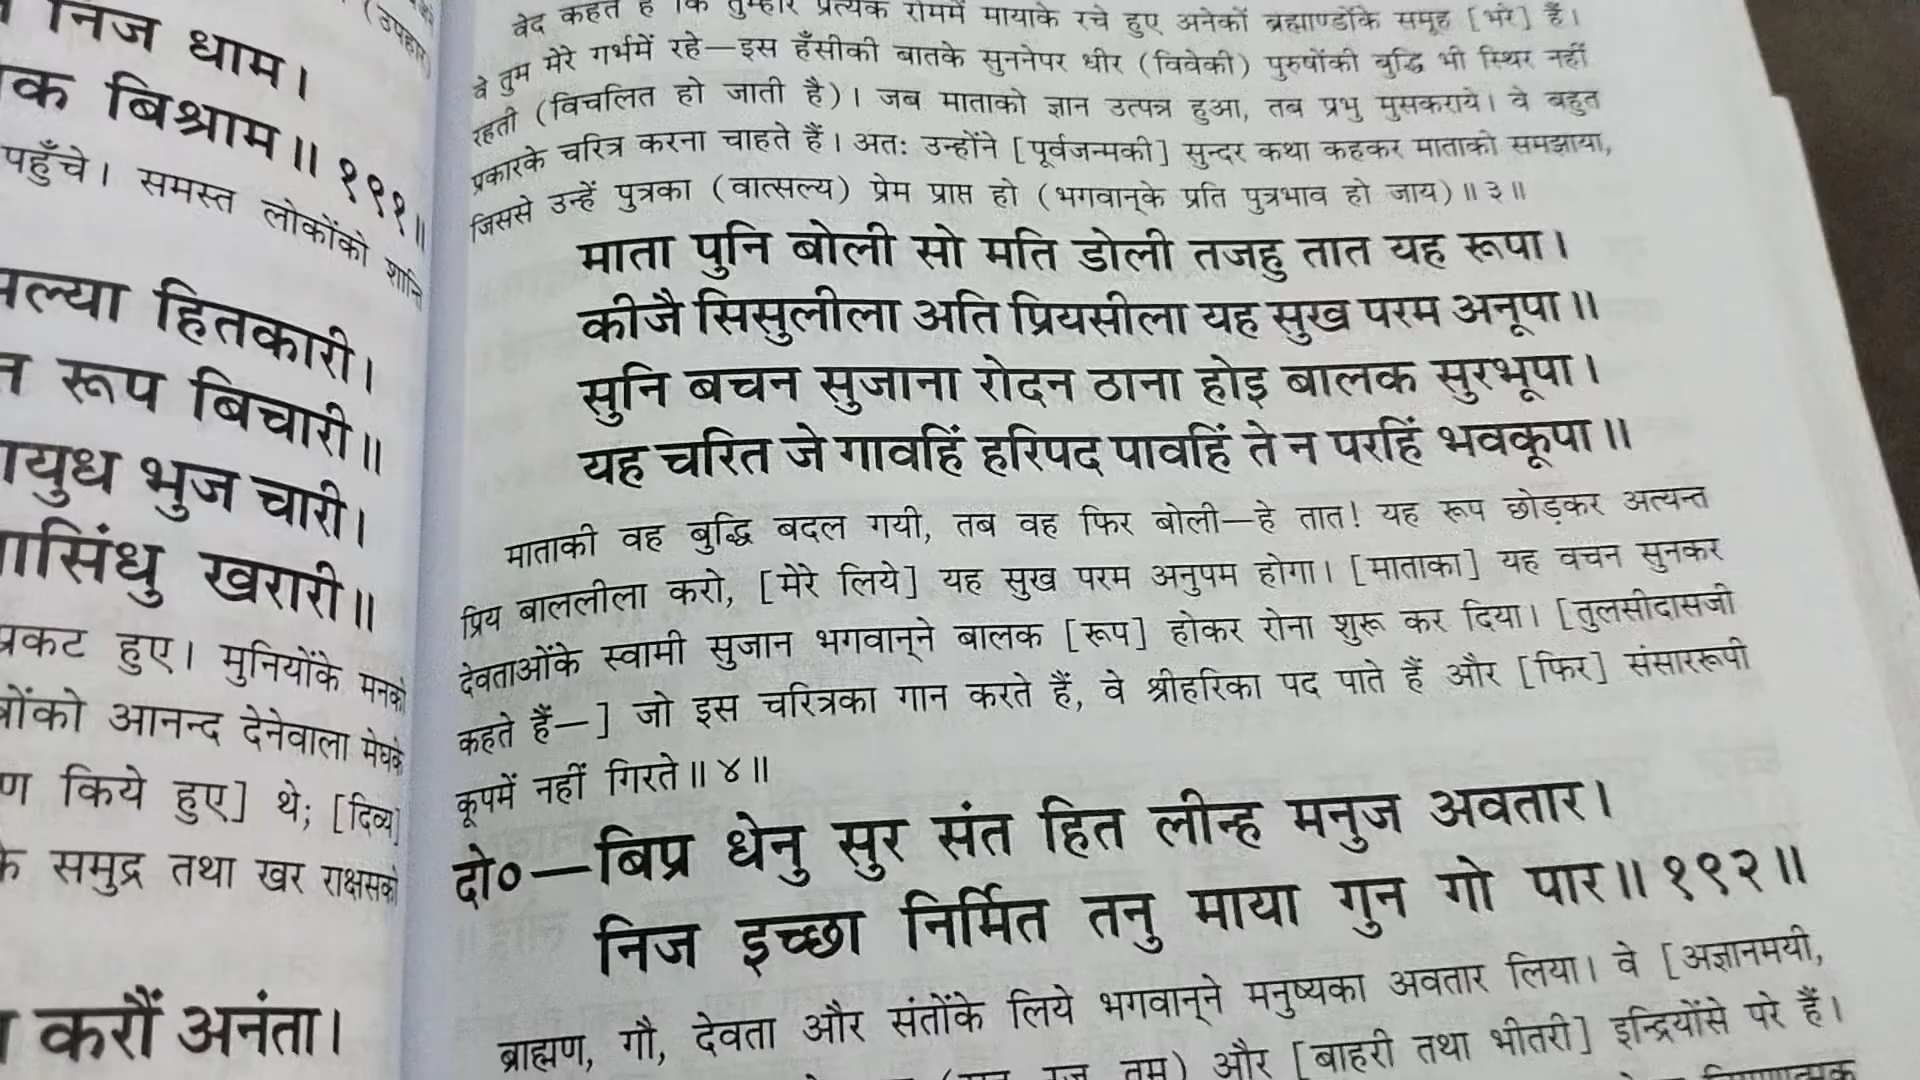 निज धाम।
बिश्राम॥ १९१॥
पहुँचे। समस्त लोकोंको शान्ति
हितकारी।
रूप बिचारी॥
भुज चारी।
खरारी॥
प्रकट हुए। मुनियोंके मनको
आनन्द देनेवाला मेघके
किये हुए] थे; [दिव्य]
समुद्र तथा खर राक्षसको
करौं अनंता।
वेद कहते हैं कि तुम्हारे प्रत्येक रोममें मायाके रचे हुए अनेकों ब्रह्माण्डोंके समूह [भरे] हैं।
वे तुम मेरे गर्भमें रहे—इस हँसीकी बातके सुननेपर धीर (विवेकी) पुरुषोंकी बुद्धि भी स्थिर नहीं
रहती (विचलित हो जाती है)। जब माताको ज्ञान उत्पन्न हुआ, तब प्रभु मुसकराये। वे बहुत
प्रकारके चरित्र करना चाहते हैं। अतः उन्होंने [पूर्वजन्मकी] सुन्दर कथा कहकर माताको समझाया,
जिससे उन्हें पुत्रका (वात्सल्य) प्रेम प्राप्त हो (भगवान्‌के प्रति पुत्रभाव हो जाय)॥ ३॥
माता पुनि बोली सो मति डोली तजहु तात यह रूपा।
कीजै सिसुलीला अति प्रियसीला यह सुख परम अनूपा॥
सुनि बचन सुजाना रोदन ठाना होइ बालक सुरभूपा।
यह चरित जे गावहिं हरिपद पावहिं ते न परहिं भवकूपा॥
माताकी वह बुद्धि बदल गयी, तब वह फिर बोली—हे तात! यह रूप छोड़कर अत्यन्त
प्रिय बाललीला करो, [मेरे लिये] यह सुख परम अनुपम होगा। [माताका] यह वचन सुनकर
देवताओंके स्वामी सुजान भगवान्‌ने बालक [रूप] होकर रोना शुरू कर दिया। [तुलसीदासजी
कहते हैं—] जो इस चरित्रका गान करते हैं, वे श्रीहरिका पद पाते हैं और [फिर] संसाररूपी
कूपमें नहीं गिरते॥ ४॥
दो०—बिप्र धेनु सुर संत हित लीन्ह मनुज अवतार।
निज इच्छा निर्मित तनु माया गुन गो पार॥ १९२॥
ब्राह्मण, गौ, देवता और संतोंके लिये भगवान्‌ने मनुष्यका अवतार लिया। वे [अज्ञानमयी,
और [बाहरी तथा भीतरी] इन्द्रियोंसे परे हैं।